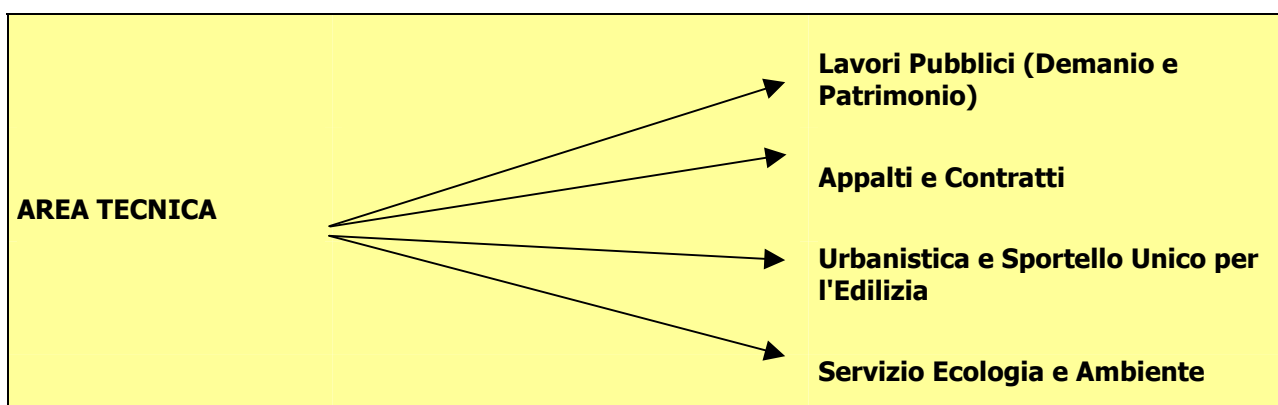 AREA TECNICA
Lavori Pubblici (Demanio e
Patrimonio)
Appalti e Contratti
Urbanistica e Sportello Unico per
l'Edilizia
Servizio Ecologia e Ambiente